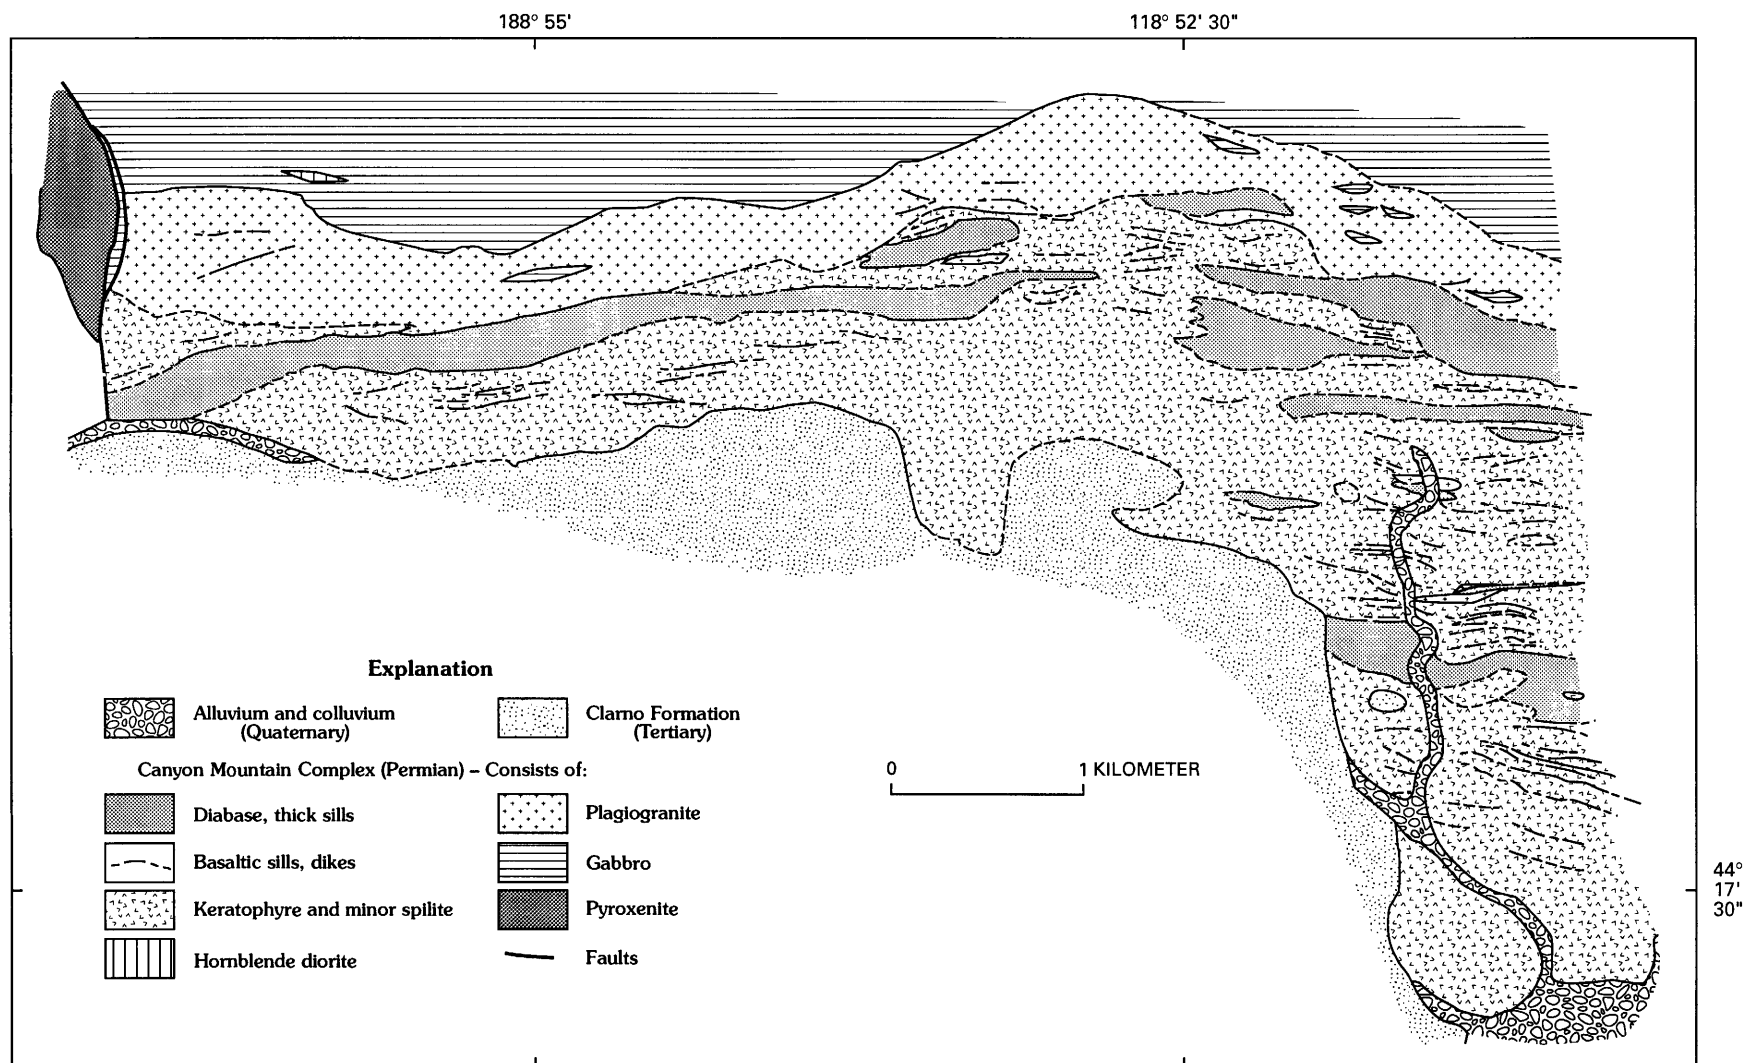 188° 55'
118° 52' 30"
Explanation
Alluvium and colluvium
(Quaternary)
Clarno Formation
(Tertiary)
Canyon Mountain Complex (Permian) – Consists of:
Diabase, thick sills
Plagiogranite
Basaltic sills, dikes
Gabbro
Keratophyre and minor spilite
Pyroxenite
Hornblende diorite
Faults
0
1 KILOMETER
44°
17'
30"